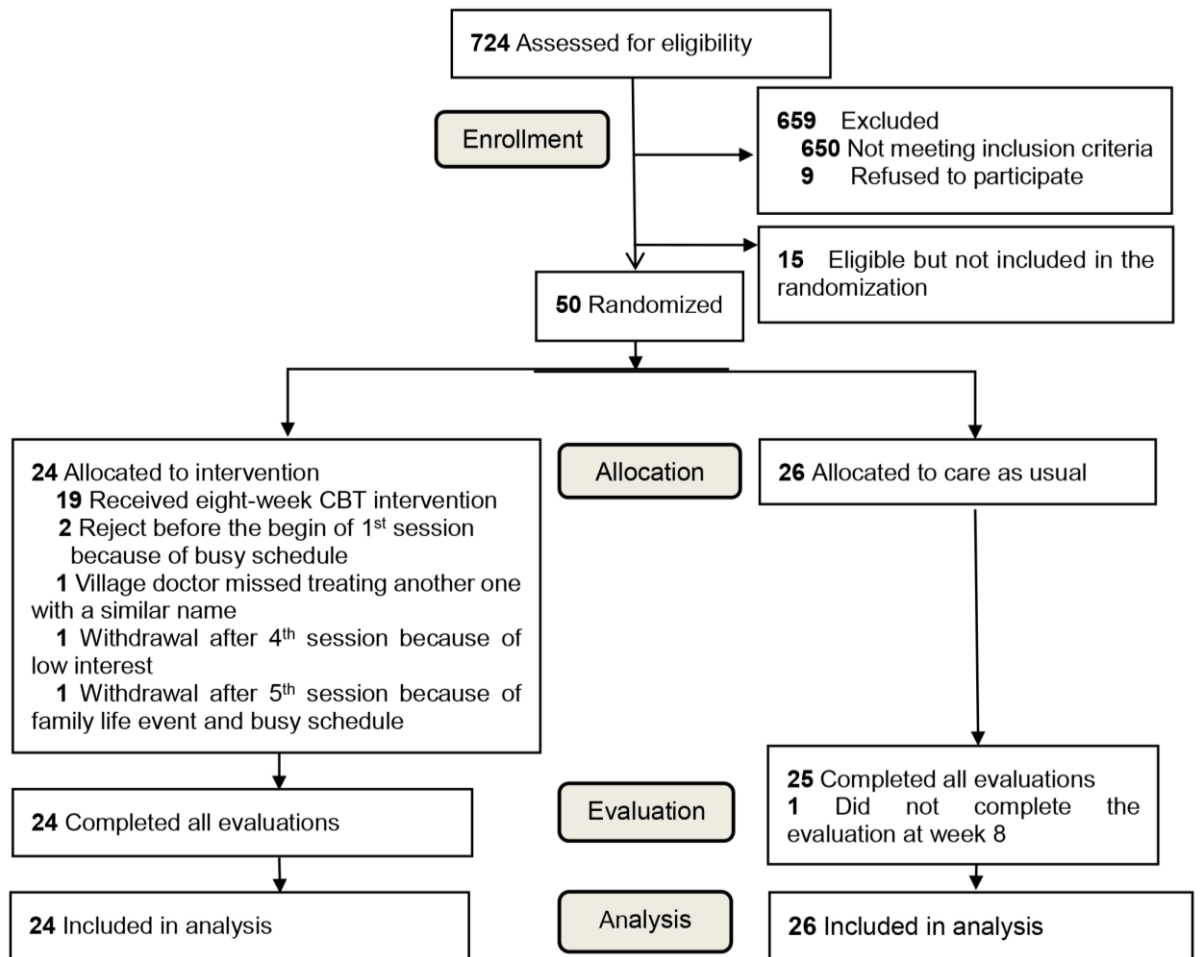 724 Assessed for eligibility
Enrollment
659 Excluded
650 Not meeting inclusion criteria
9 Refused to participate
15 Eligible but not included in the
randomization
50 Randomized
24 Allocated to intervention
19 Received eight-week CBT intervention
2 Reject before the begin of 1st session
because of busy schedule
1 Village doctor missed treating another one
with a similar name
1 Withdrawal after 4th session because of
low interest
1 Withdrawal after 5th session because of
family life event and busy schedule
Allocation
26 Allocated to care as usual
24 Completed all evaluations
Evaluation
25 Completed all evaluations
1 Did not complete the
evaluation at week 8
24 Included in analysis
Analysis
26 Included in analysis